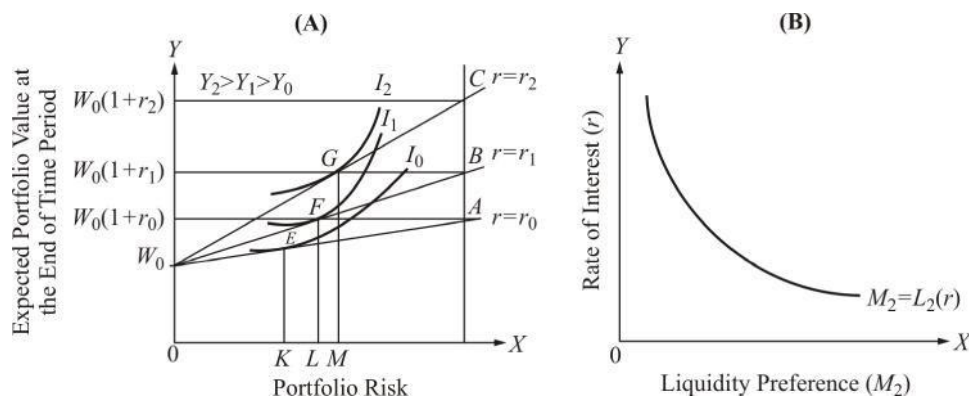 (A)
Y
Y₂>Y₁>Y₀
I₂
I₁
I₀
C r=r₂
B r=r₁
A r=r₀
G
F
E
W₀(1+r₂)
W₀(1+r₁)
W₀(1+r₀)
W₀
Expected Portfolio Value at
the End of Time Period
0
K L M
X
Portfolio Risk
(B)
Y
Rate of Interest (r)
M₂=L₂(r)
0
X
Liquidity Preference (M₂)